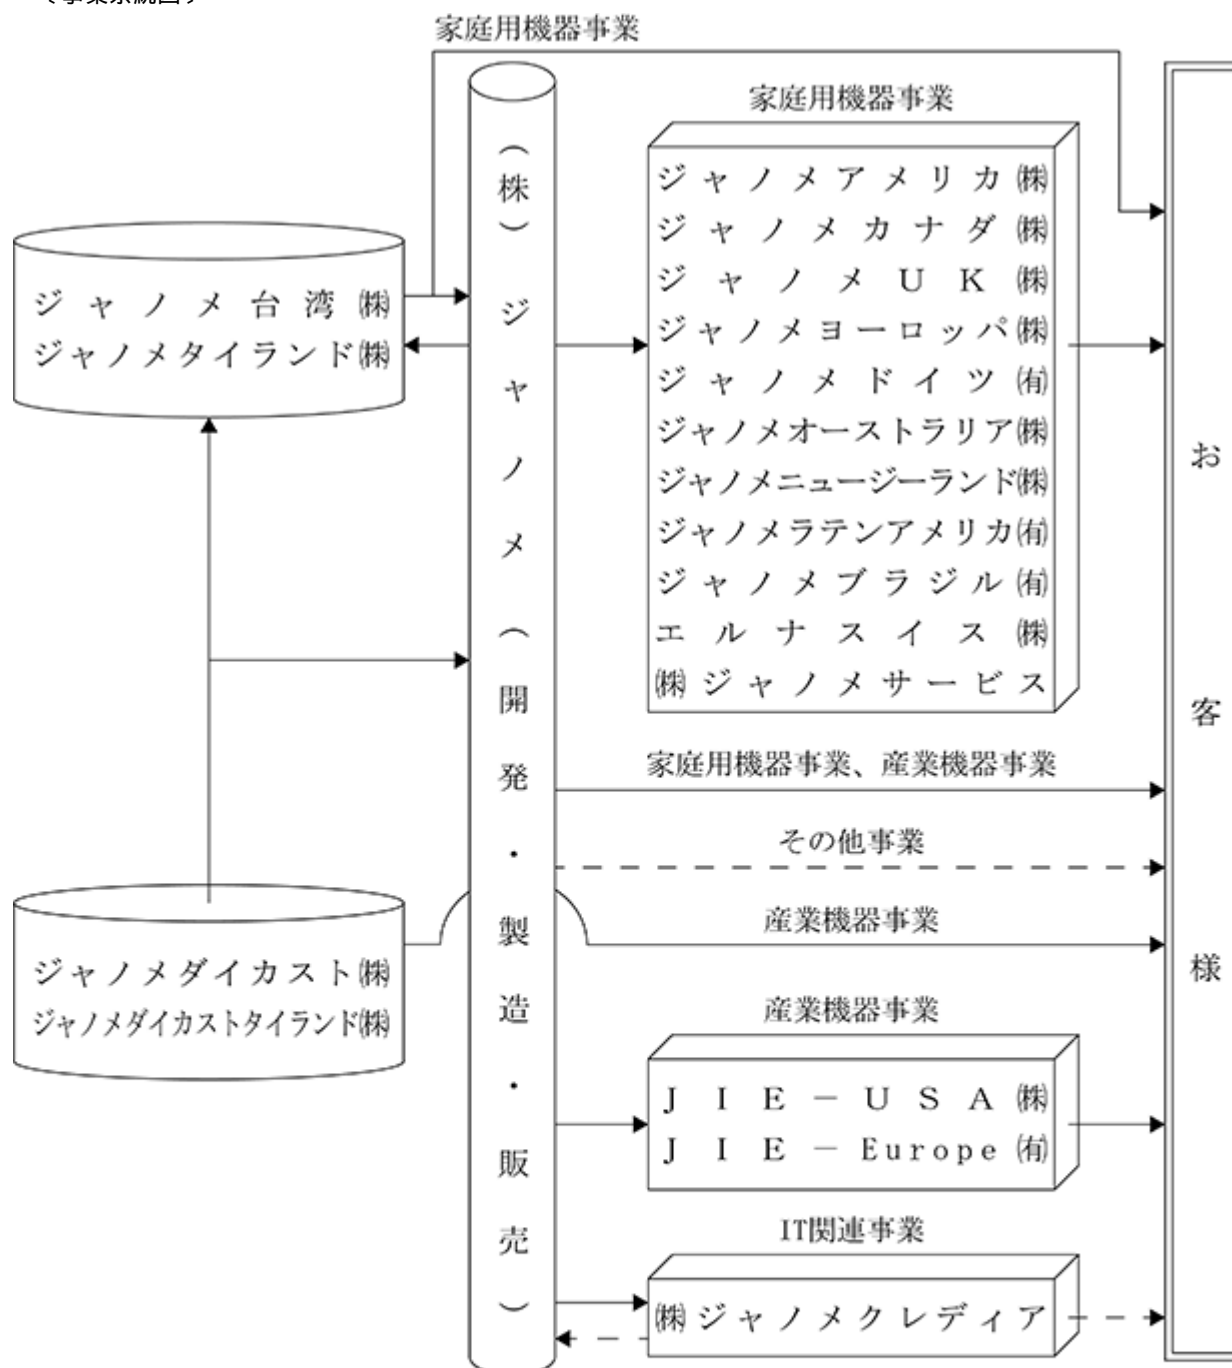 家庭用機器事業
家庭用機器事業
ジャノメ台湾㈱
ジャノメタイランド㈱
ジャノメダイカスト㈱
ジャノメダイカストタイランド㈱
(株)ジャノメ(開発・製造・販売)
ジャノメアメリカ㈱
ジャノメカナダ㈱
ジャノメUK㈱
ジャノメヨーロッパ㈱
ジャノメドイツ㈲
ジャノメオーストラリア㈱
ジャノメニュージーランド㈱
ジャノメラテンアメリカ㈲
ジャノメブラジル㈲
エルナスイス㈱
㈱ジャノメサービス
家庭用機器事業、産業機器事業
その他事業
産業機器事業
産業機器事業
JIE-USA㈱
JIE-Europe㈲
IT関連事業
㈱ジャノメクレディア
お客様